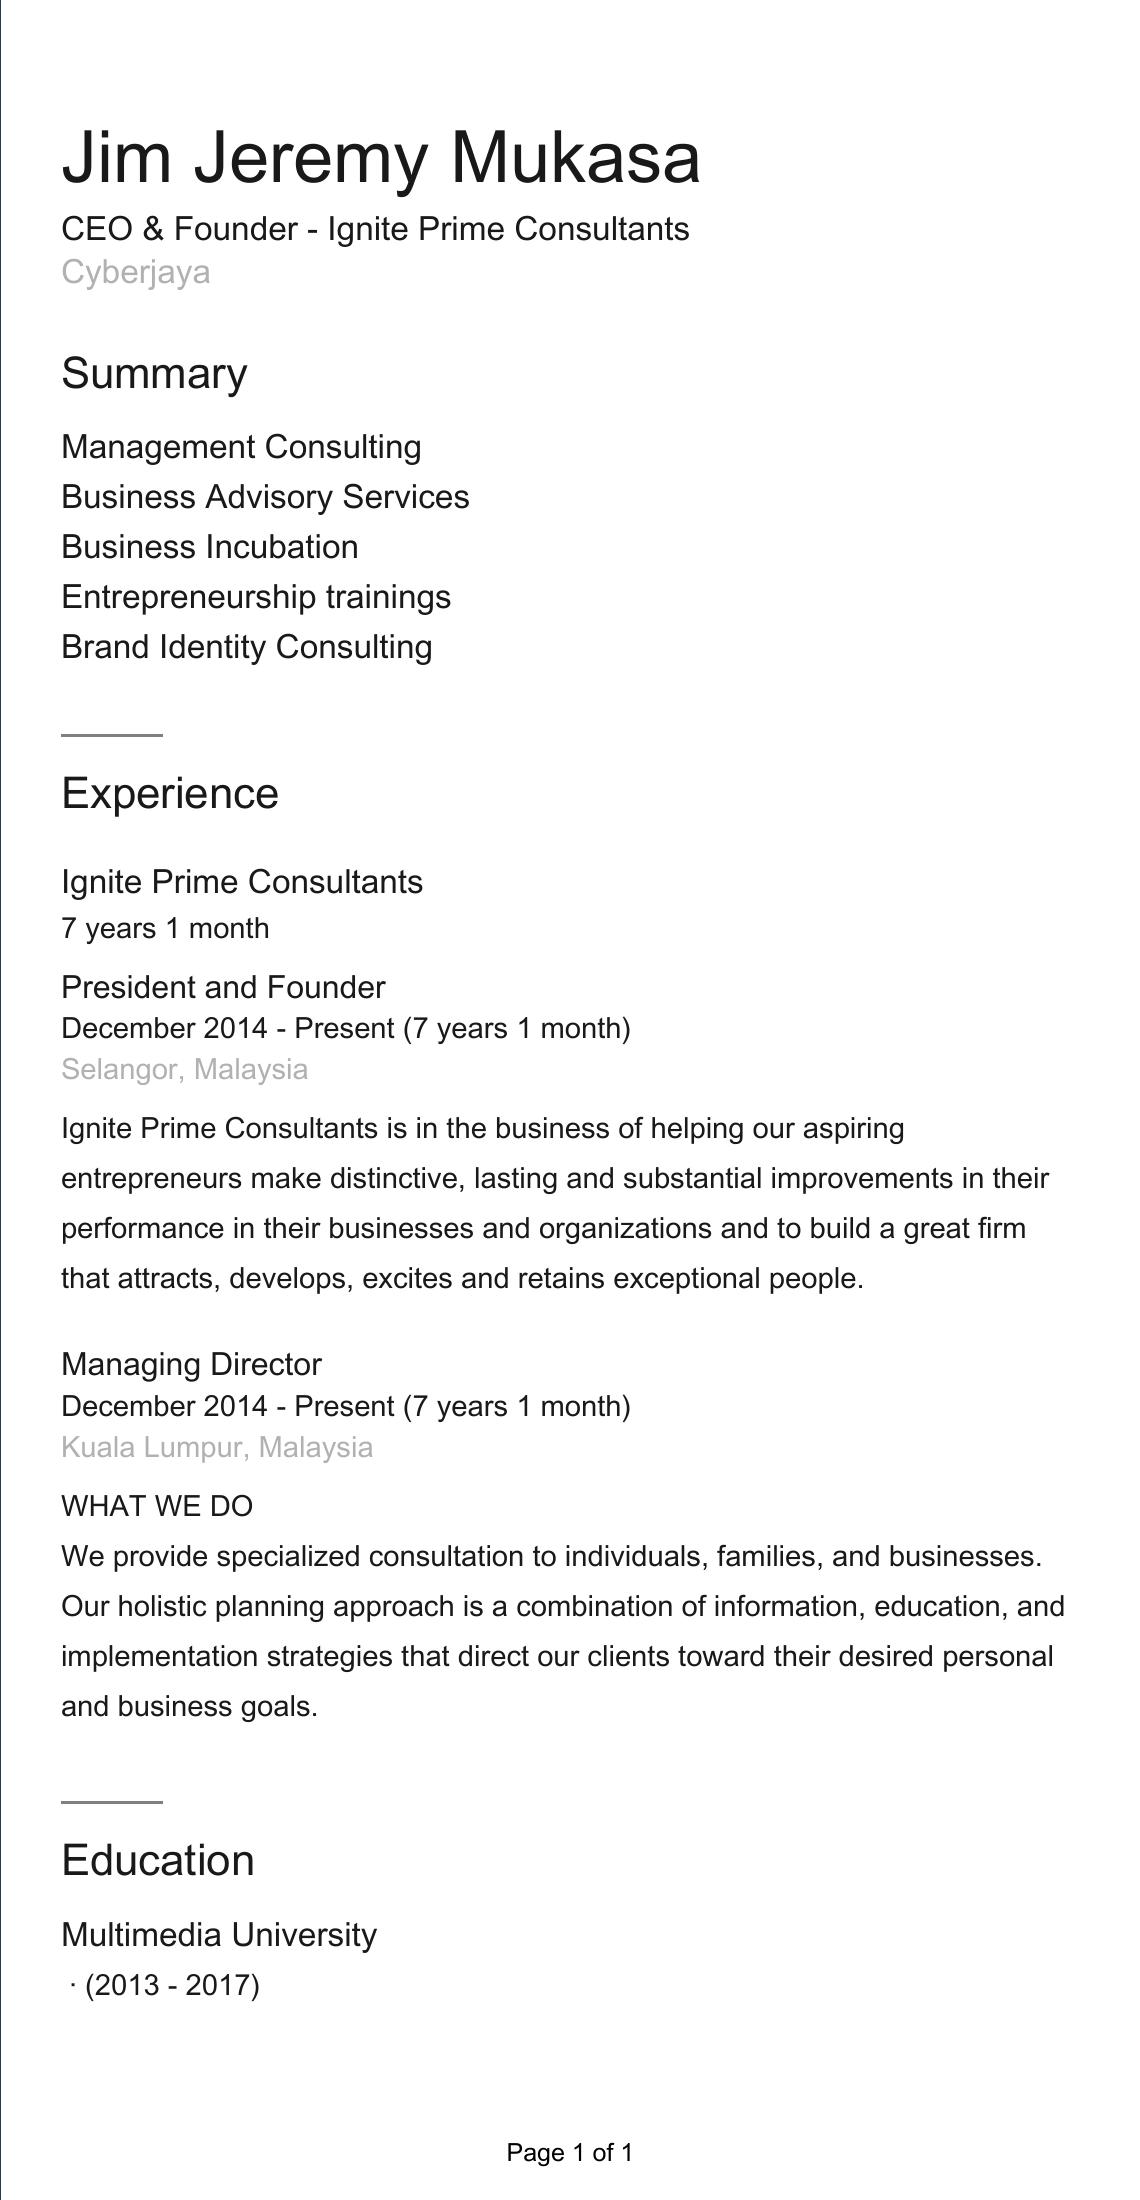 Jim Jeremy Mukasa
CEO & Founder - Ignite Prime Consultants
Cyberjaya
Summary
Management Consulting
Business Advisory Services
Business Incubation
Entrepreneurship trainings
Brand Identity Consulting
Experience
Ignite Prime Consultants
7 years 1 month
President and Founder
December 2014 - Present (7 years 1 month)
Selangor, Malaysia
Ignite Prime Consultants is in the business of helping our aspiring
entrepreneurs make distinctive, lasting and substantial improvements in their
performance in their businesses and organizations and to build a great firm
that attracts, develops, excites and retains exceptional people.
Managing Director
December 2014 - Present (7 years 1 month)
Kuala Lumpur, Malaysia
WHAT WE DO
We provide specialized consultation to individuals, families, and businesses.
Our holistic planning approach is a combination of information, education, and
implementation strategies that direct our clients toward their desired personal
and business goals.
Education
Multimedia University
· (2013 - 2017)
Page 1 of 1